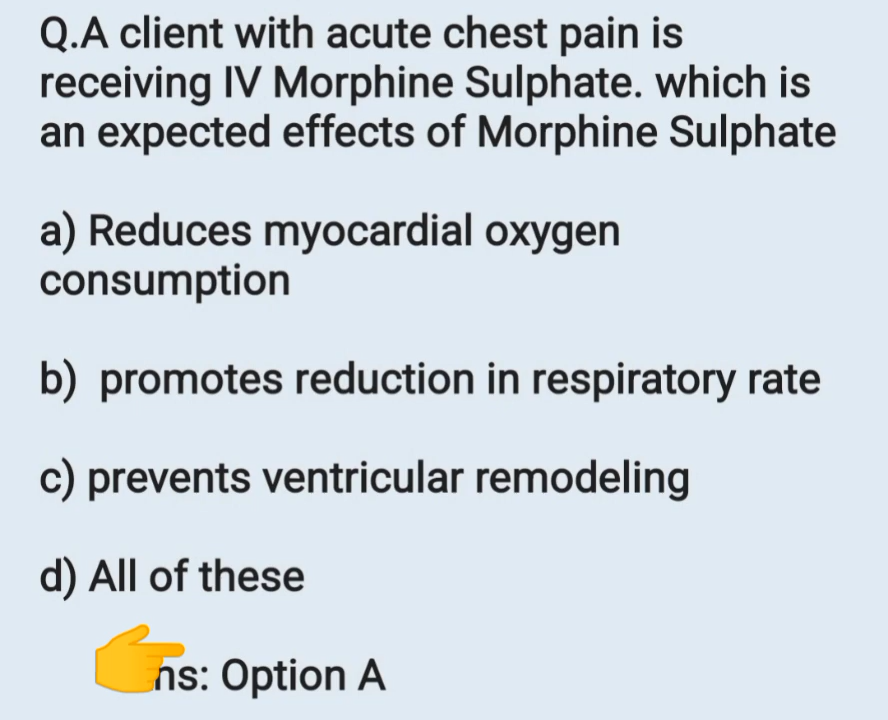 Q.A client with acute chest pain is
receiving IV Morphine Sulphate. which is
an expected effects of Morphine Sulphate
a) Reduces myocardial oxygen
consumption
b) promotes reduction in respiratory rate
c) prevents ventricular remodeling
d) All of these
ns: Option A